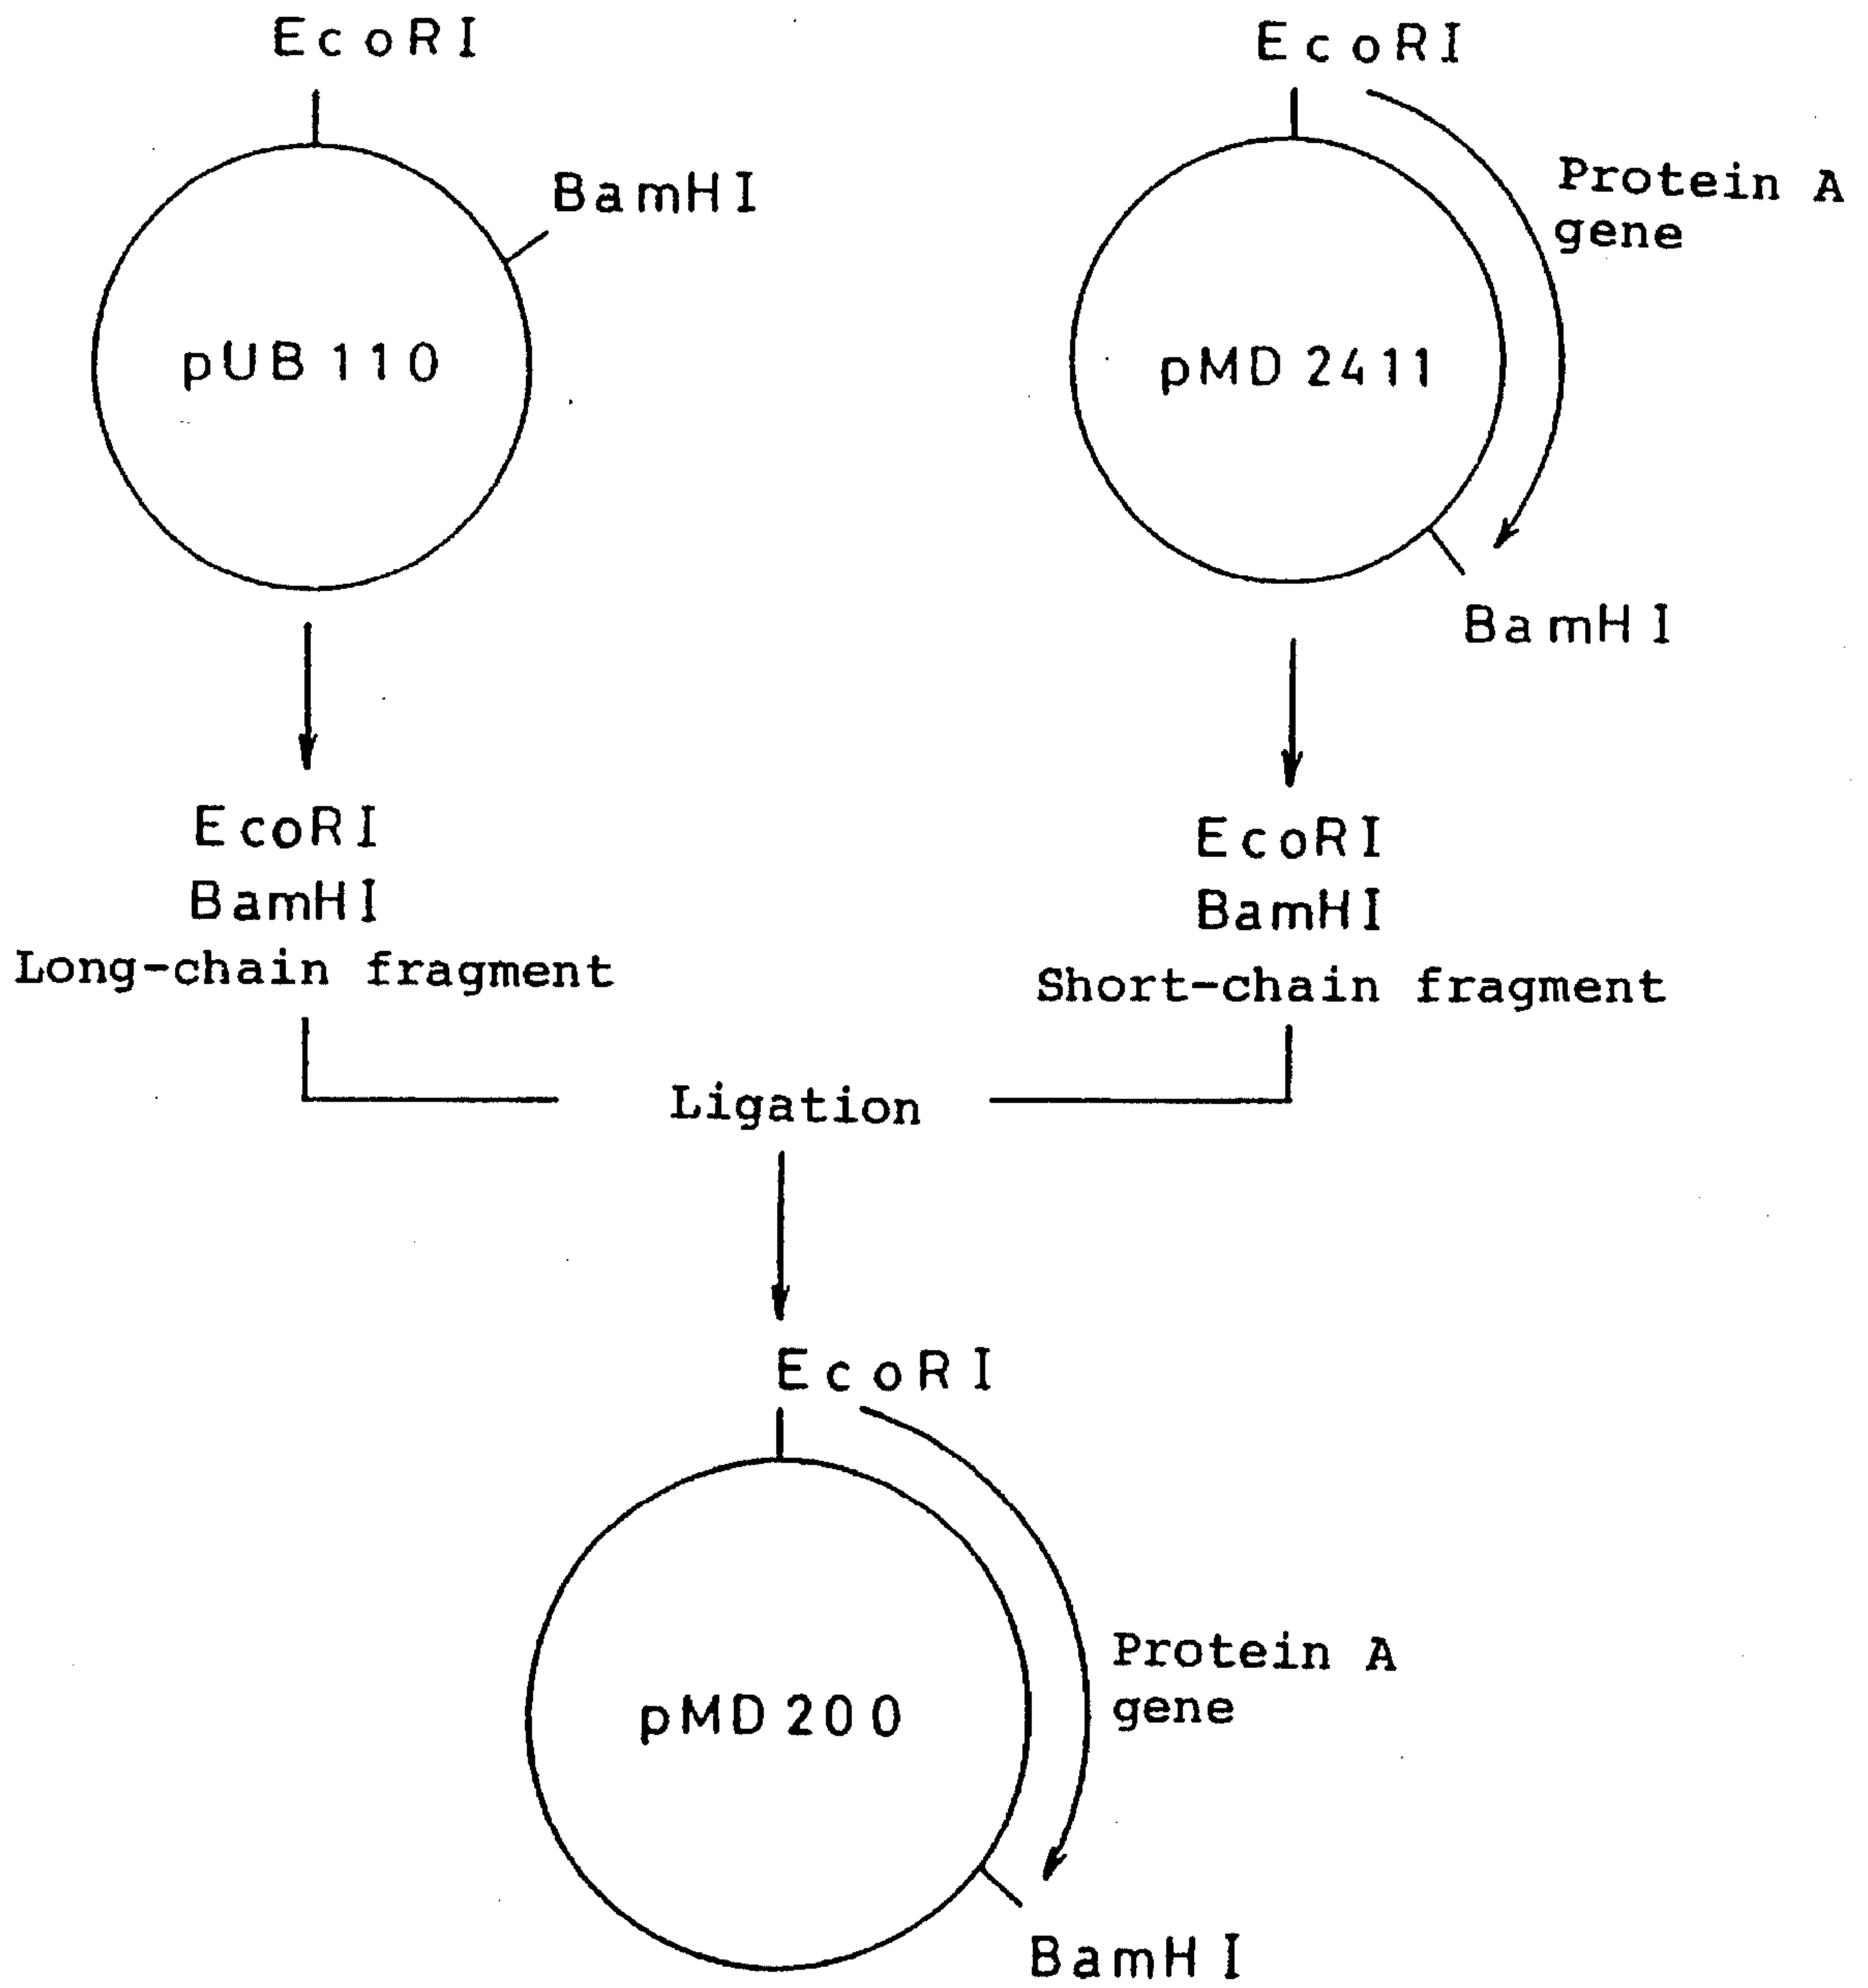 EcoRI
BamHI
pUB110
EcoRI
Protein A
gene
pMD2411
BamHI
EcoRI
BamHI
Long-chain fragment
EcoRI
BamHI
Short-chain fragment
Ligation
EcoRI
Protein A
gene
pMD200
BamHI